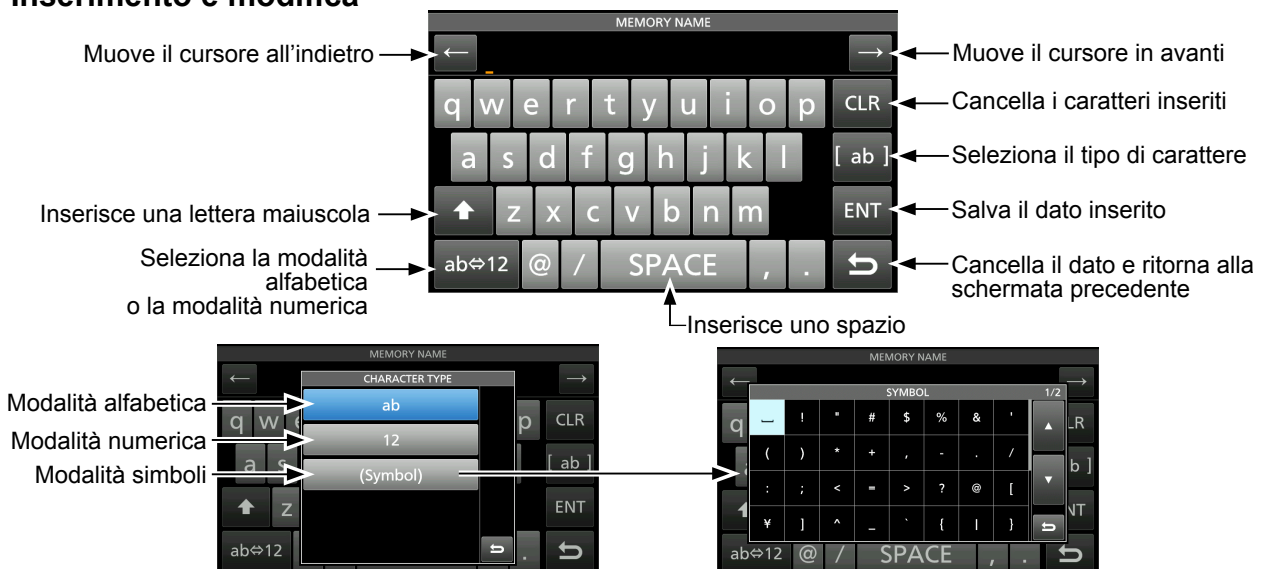 Inserimento e modifica
MEMORY NAME
Muove il cursore all'indietro
←
→
Muove il cursore in avanti
q w e r t y u i o p
CLR
Cancella i caratteri inseriti
a s d f g h j k l
[ ab ]
Seleziona il tipo di carattere
Inserisce una lettera maiuscola
z x c v b n m
ENT
Salva il dato inserito
Seleziona la modalità
alfabetica
o la modalità numerica
ab⇔12 @ / SPACE , .
Cancella il dato e ritorna alla
schermata precedente
Inserisce uno spazio
MEMORY NAME
← →
CHARACTER TYPE
Modalità alfabetica
ab
q w p CLR
Modalità numerica
12
a s [ ab ]
Modalità simboli
(Symbol)
z ENT
ab⇔12 .
MEMORY NAME
← →
SYMBOL 1/2
q LR
! " # $ % & '
( ) * + , - . /
b ]
: ; < = > ? @ [
NT
¥ ] ^ _ ` { | }
ab⇔12 @ / SPACE , .